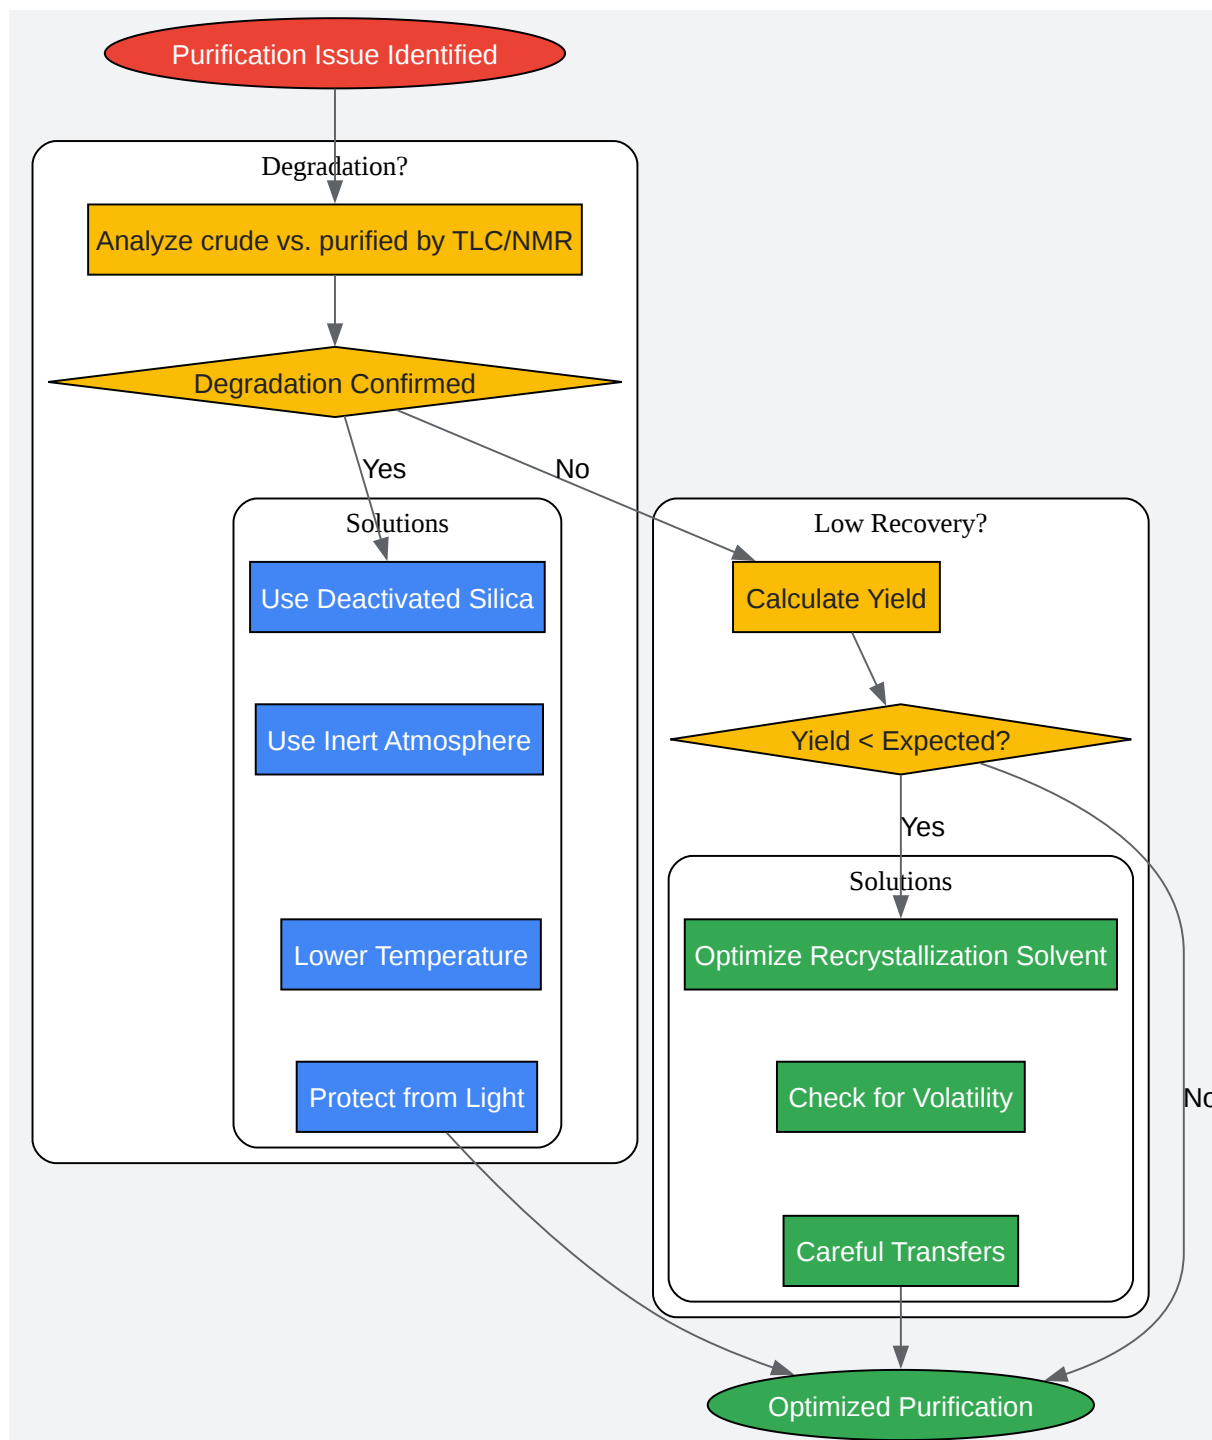 Purification Issue Identified
Degradation?
Analyze crude vs. purified by TLC/NMR
Degradation Confirmed
Yes
No
Solutions
Use Deactivated Silica
Use Inert Atmosphere
Lower Temperature
Protect from Light
Low Recovery?
Calculate Yield
Yield < Expected?
Yes
No
Solutions
Optimize Recrystallization Solvent
Check for Volatility
Careful Transfers
Optimized Purification